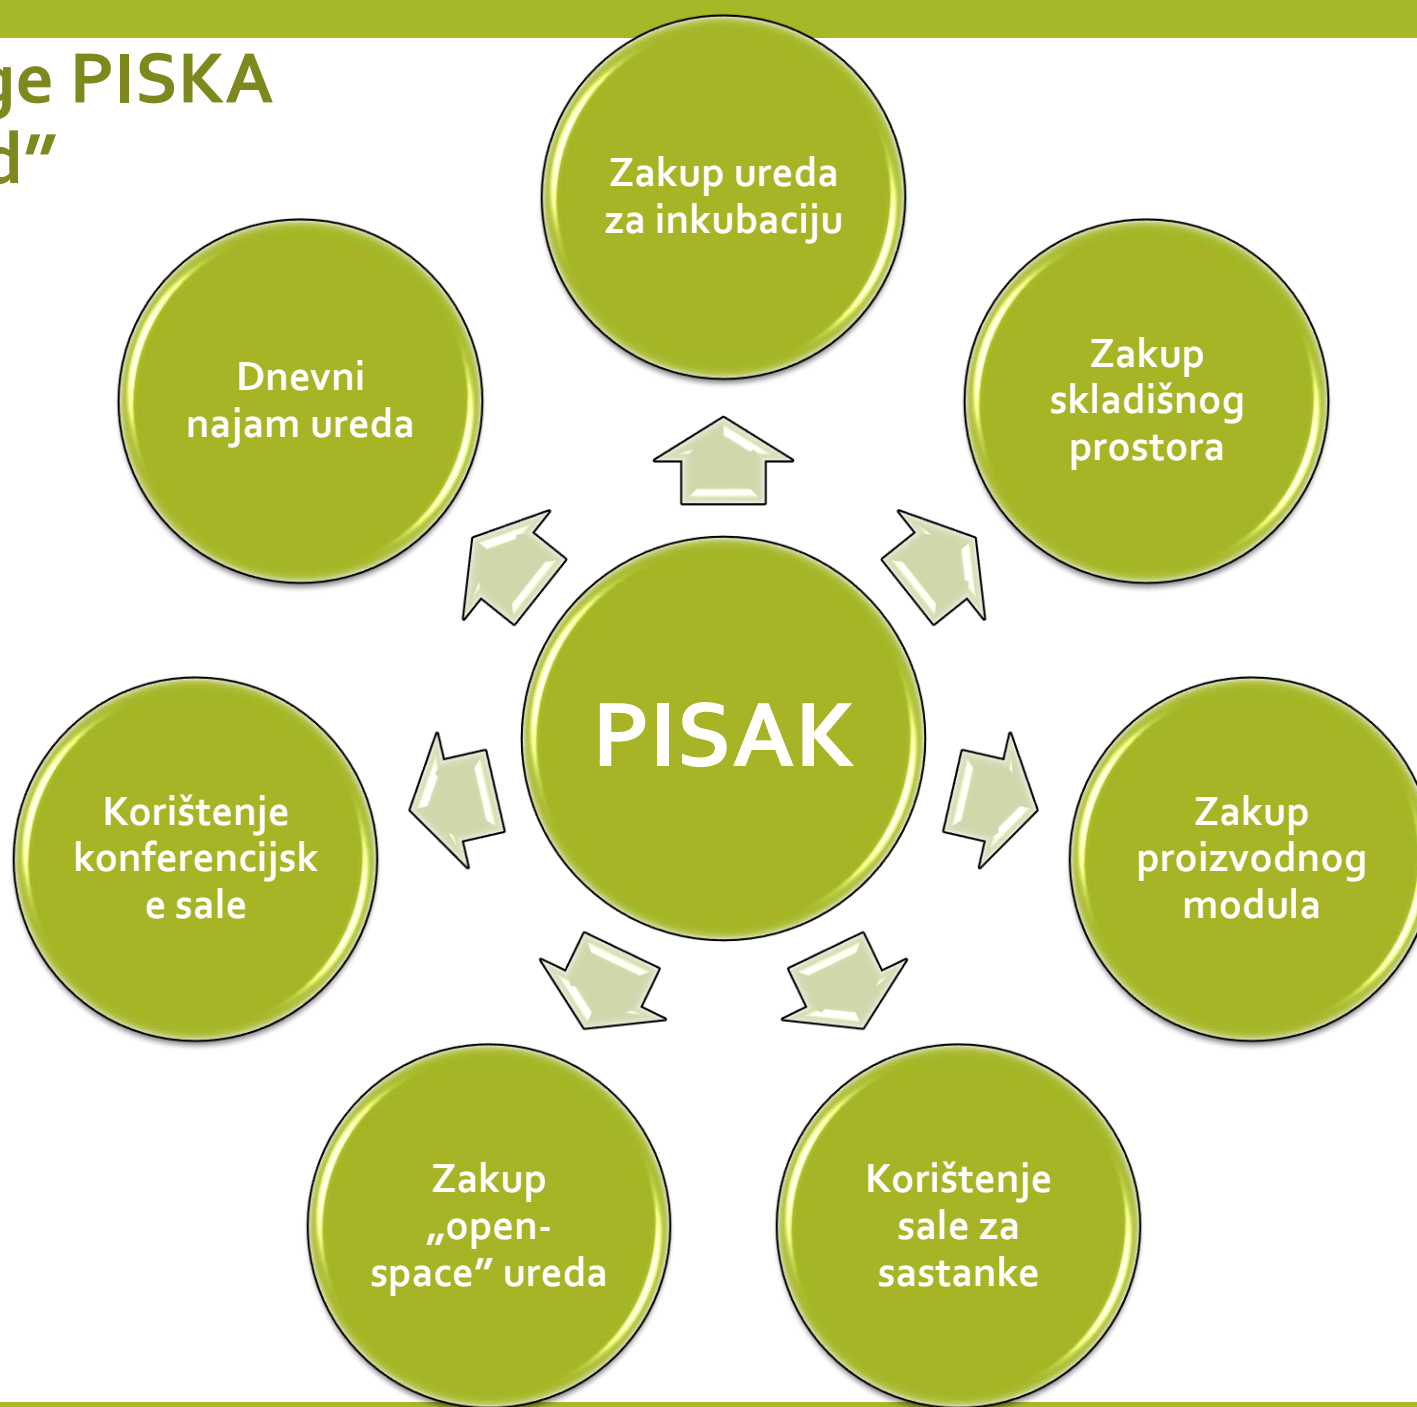 ge PISKA
d”
Zakup ureda
za inkubaciju
Zakup
skladišnog
prostora
Zakup
proizvodnog
modula
Korištenje
sale za
sastanke
Zakup
„open-
space” ureda
Korištenje
konferencijsk
e sale
Dnevni
najam ureda
PISAK